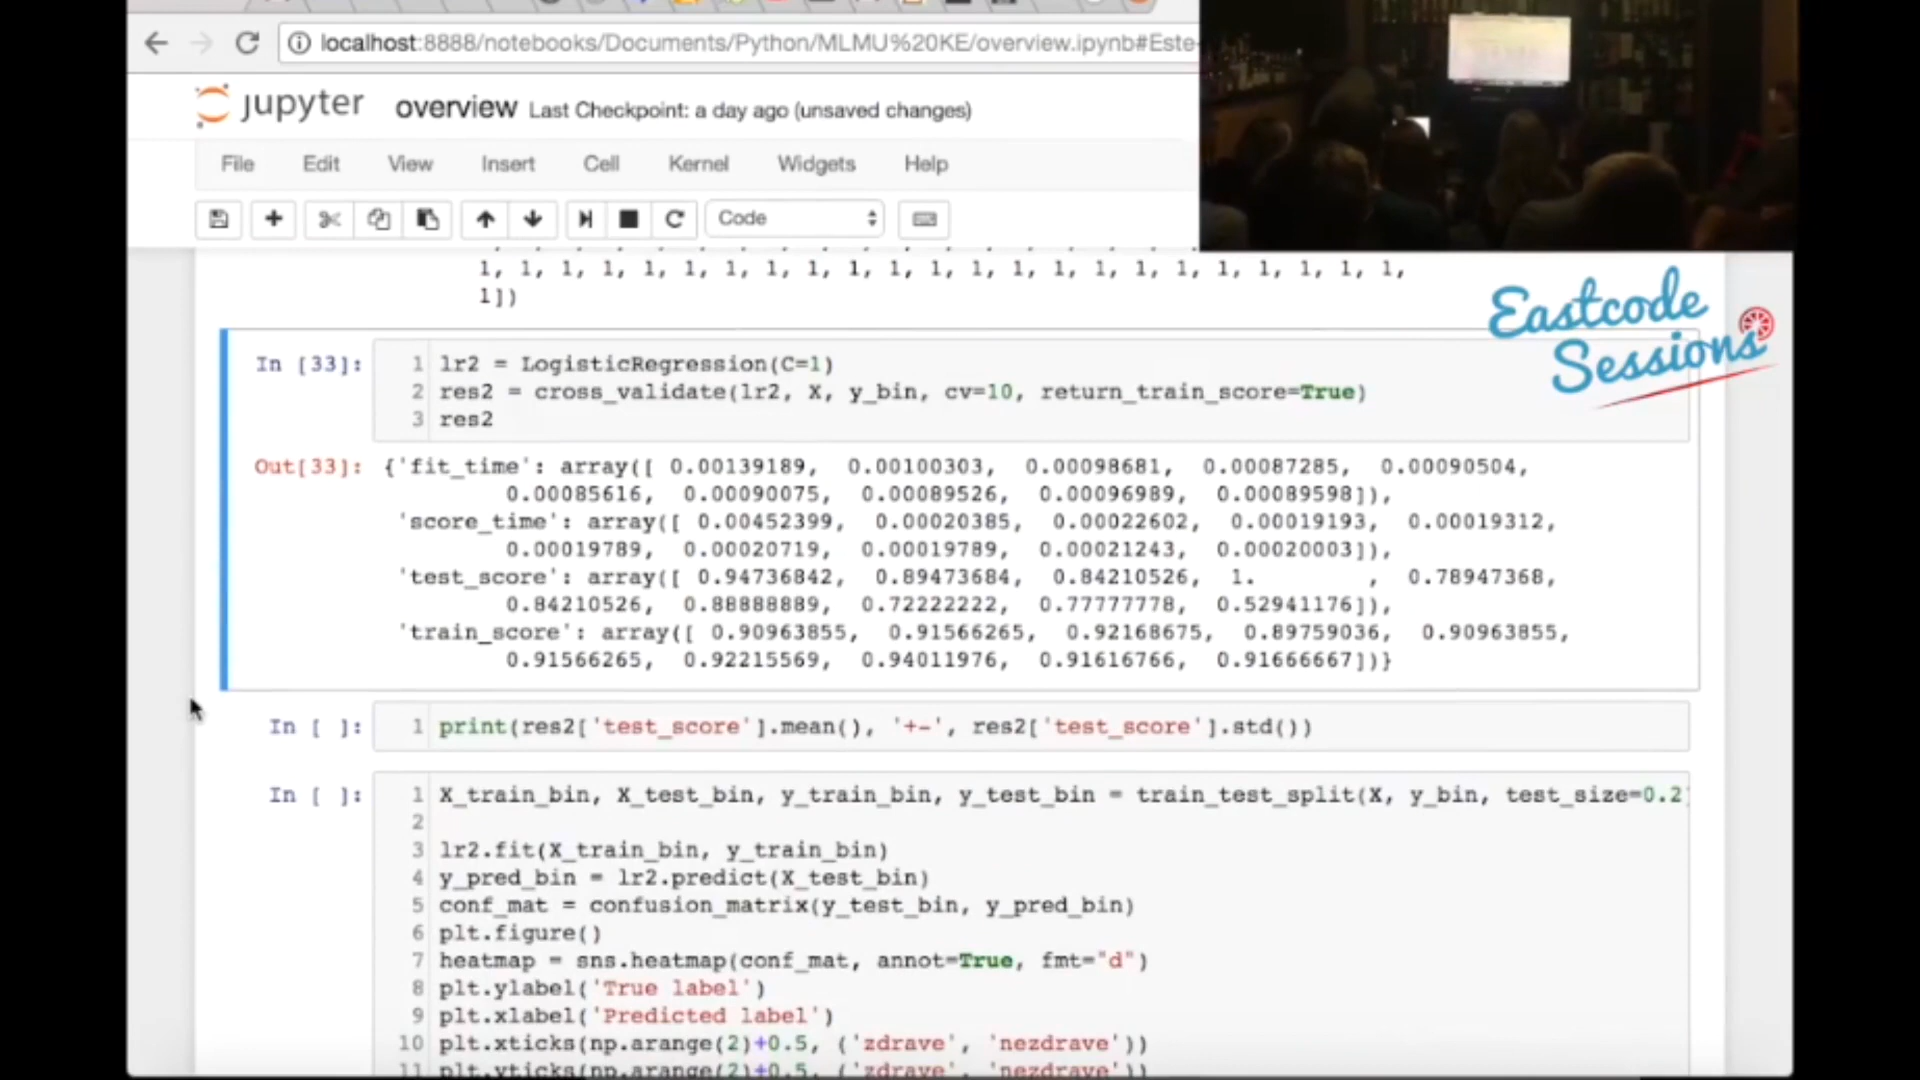 localhost:8888/notebooks/Documents/Python/MLMU%20KE/overview.ipynb#Este-
jupyter overview Last Checkpoint: a day ago (unsaved changes)
File Edit View Insert Cell Kernel Widgets Help
Code
1, 1, 1, 1, 1, 1, 1, 1, 1, 1, 1, 1, 1, 1, 1, 1, 1, 1, 1, 1, 1, 1, 1,
1])
Eastcode
Sessions
In [33]: 1 lr2 = LogisticRegression(C=1)
2 res2 = cross_validate(lr2, X, y_bin, cv=10, return_train_score=True)
3 res2
Out[33]: {'fit_time': array([ 0.00139189, 0.00100303, 0.00098681, 0.00087285, 0.00090504,
0.00085616, 0.00090075, 0.00089526, 0.00096989, 0.00089598]),
'score_time': array([ 0.00452399, 0.00020385, 0.00022602, 0.00019193, 0.00019312,
0.00019789, 0.00020719, 0.00019789, 0.00021243, 0.00020003]),
'test_score': array([ 0.94736842, 0.89473684, 0.84210526, 1. , 0.78947368,
0.84210526, 0.88888889, 0.72222222, 0.77777778, 0.52941176]),
'train_score': array([ 0.90963855, 0.91566265, 0.92168675, 0.89759036, 0.90963855,
0.91566265, 0.92215569, 0.94011976, 0.91616766, 0.91666667])}
In [ ]: 1 print(res2['test_score'].mean(), '+-', res2['test_score'].std())
In [ ]: 1 X_train_bin, X_test_bin, y_train_bin, y_test_bin = train_test_split(X, y_bin, test_size=0.2)
2
3 lr2.fit(X_train_bin, y_train_bin)
4 y_pred_bin = lr2.predict(X_test_bin)
5 conf_mat = confusion_matrix(y_test_bin, y_pred_bin)
6 plt.figure()
7 heatmap = sns.heatmap(conf_mat, annot=True, fmt="d")
8 plt.ylabel('True label')
9 plt.xlabel('Predicted label')
10 plt.xticks(np.arange(2)+0.5, ('zdrave', 'nezdrave'))
11 plt.yticks(np.arange(2)+0.5, ('zdrave', 'nezdrave'))